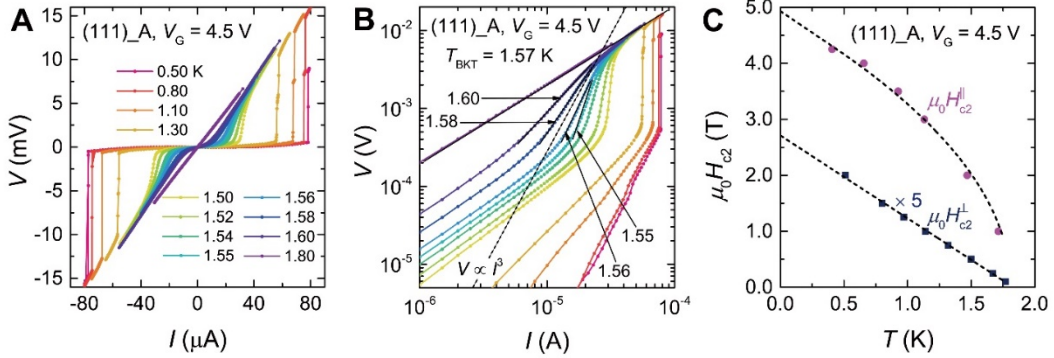 A
(111)_A, V_G = 4.5 V
0.50 K
0.80
1.10
1.30
1.50
1.52
1.54
1.55
1.56
1.58
1.60
1.80
V (mV)
15
10
5
0
-5
-10
-15
-80
-40
0
40
80
I (μA)
B
(111)_A, V_G = 4.5 V
T_BKT = 1.57 K
1.60
1.58
1.55
1.56
V ∝ I³
V (V)
10⁻²
10⁻³
10⁻⁴
10⁻⁵
10⁻⁶
10⁻⁵
10⁻⁴
I (A)
C
(111)_A, V_G = 4.5 V
μ₀H_c2^∥
× 5
μ₀H_c2^⊥
μ₀H_c2 (T)
5.0
4.0
3.0
2.0
1.0
0.0
0.0
0.5
1.0
1.5
2.0
T (K)